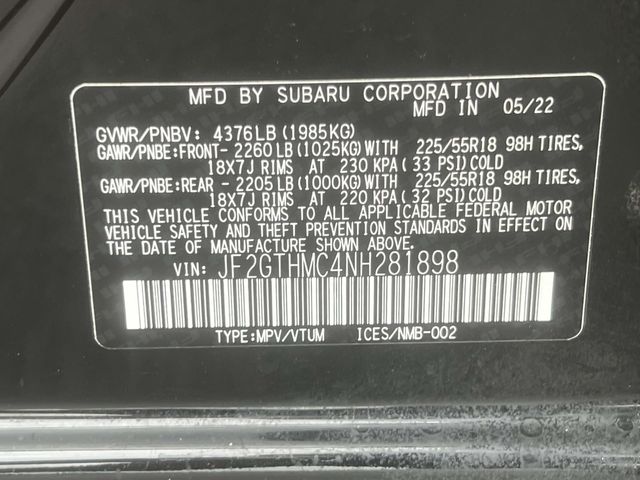 MFD BY SUBARU CORPORATION
MFD IN 05/22
GVWR/PNBV: 4376LB(1985KG)
GAWR/PNBE:FRONT- 2260LB(1025KG)WITH 225/55R18 98H TIRES,
18X7J RIMS AT 230 KPA( 33 PSI)COLD
GAWR/PNBE:REAR - 2205LB(1000KG)WITH 225/55R18 98H TIRES,
18X7J RIMS AT 220 KPA( 32 PSI)COLD
THIS VEHICLE CONFORMS TO ALL APPLICABLE FEDERAL MOTOR
VEHICLE SAFETY AND THEFT PREVENTION STANDARDS IN EFFECT ON
THE DATE OF MANUFACTURE SHOWN ABOVE.
VIN: JF2GTHMC4NH281898
TYPE:MPV/VTUM ICES/NMB-002